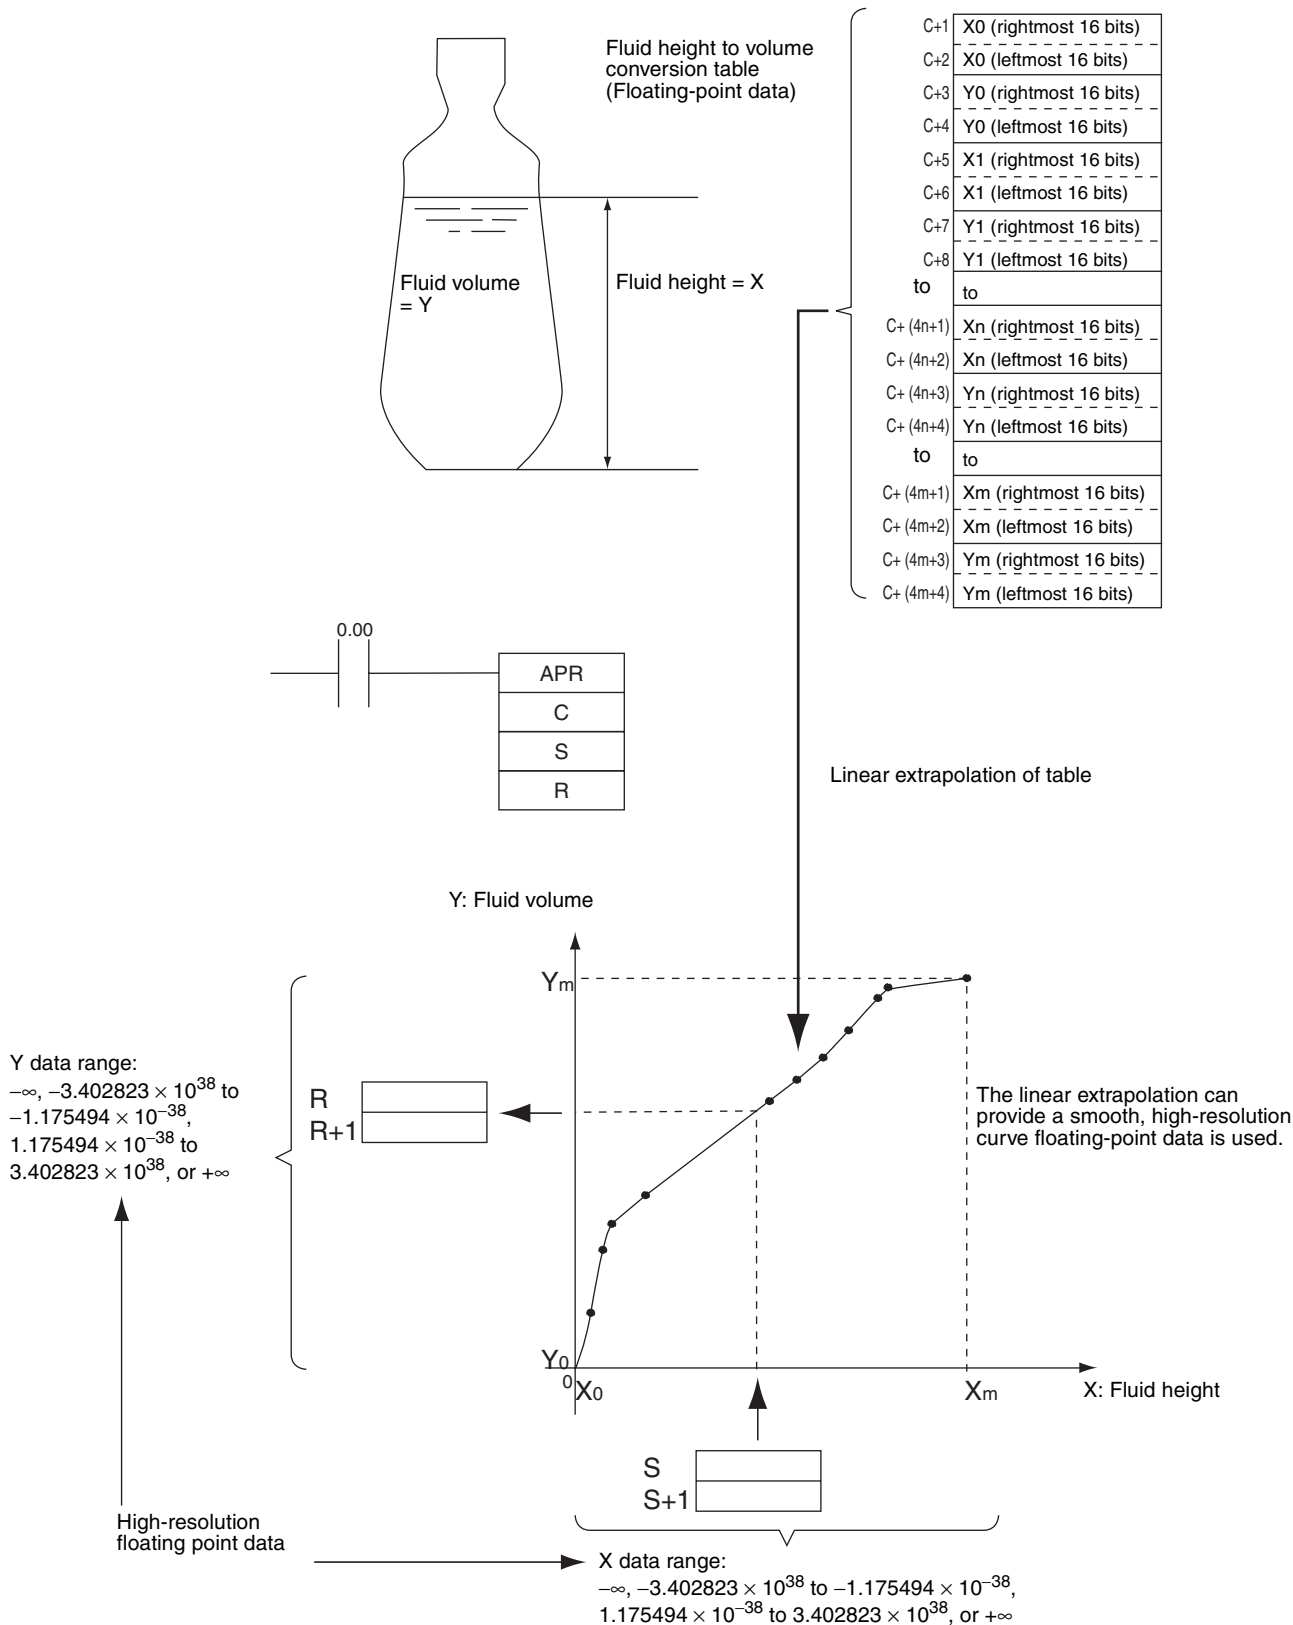 Fluid height to volume
conversion table
(Floating-point data)
C+1 X0 (rightmost 16 bits)
C+2 X0 (leftmost 16 bits)
C+3 Y0 (rightmost 16 bits)
C+4 Y0 (leftmost 16 bits)
C+5 X1 (rightmost 16 bits)
C+6 X1 (leftmost 16 bits)
C+7 Y1 (rightmost 16 bits)
C+8 Y1 (leftmost 16 bits)
to to
C+ (4n+1) Xn (rightmost 16 bits)
C+ (4n+2) Xn (leftmost 16 bits)
C+ (4n+3) Yn (rightmost 16 bits)
C+ (4n+4) Yn (leftmost 16 bits)
to to
C+ (4m+1) Xm (rightmost 16 bits)
C+ (4m+2) Xm (leftmost 16 bits)
C+ (4m+3) Ym (rightmost 16 bits)
C+ (4m+4) Ym (leftmost 16 bits)
Fluid volume
= Y
Fluid height = X
0.00
APR
C
S
R
Linear extrapolation of table
Y: Fluid volume
Ym
Y data range:
−∞, −3.402823 × 10^38 to
−1.175494 × 10^−38,
1.175494 × 10^−38 to
3.402823 × 10^38, or +∞
R
R+1
The linear extrapolation can
provide a smooth, high-resolution
curve floating-point data is used.
Y0
0
X0
Xm
X: Fluid height
S
S+1
High-resolution
floating point data
X data range:
−∞, −3.402823 × 10^38 to −1.175494 × 10^−38,
1.175494 × 10^−38 to 3.402823 × 10^38, or +∞